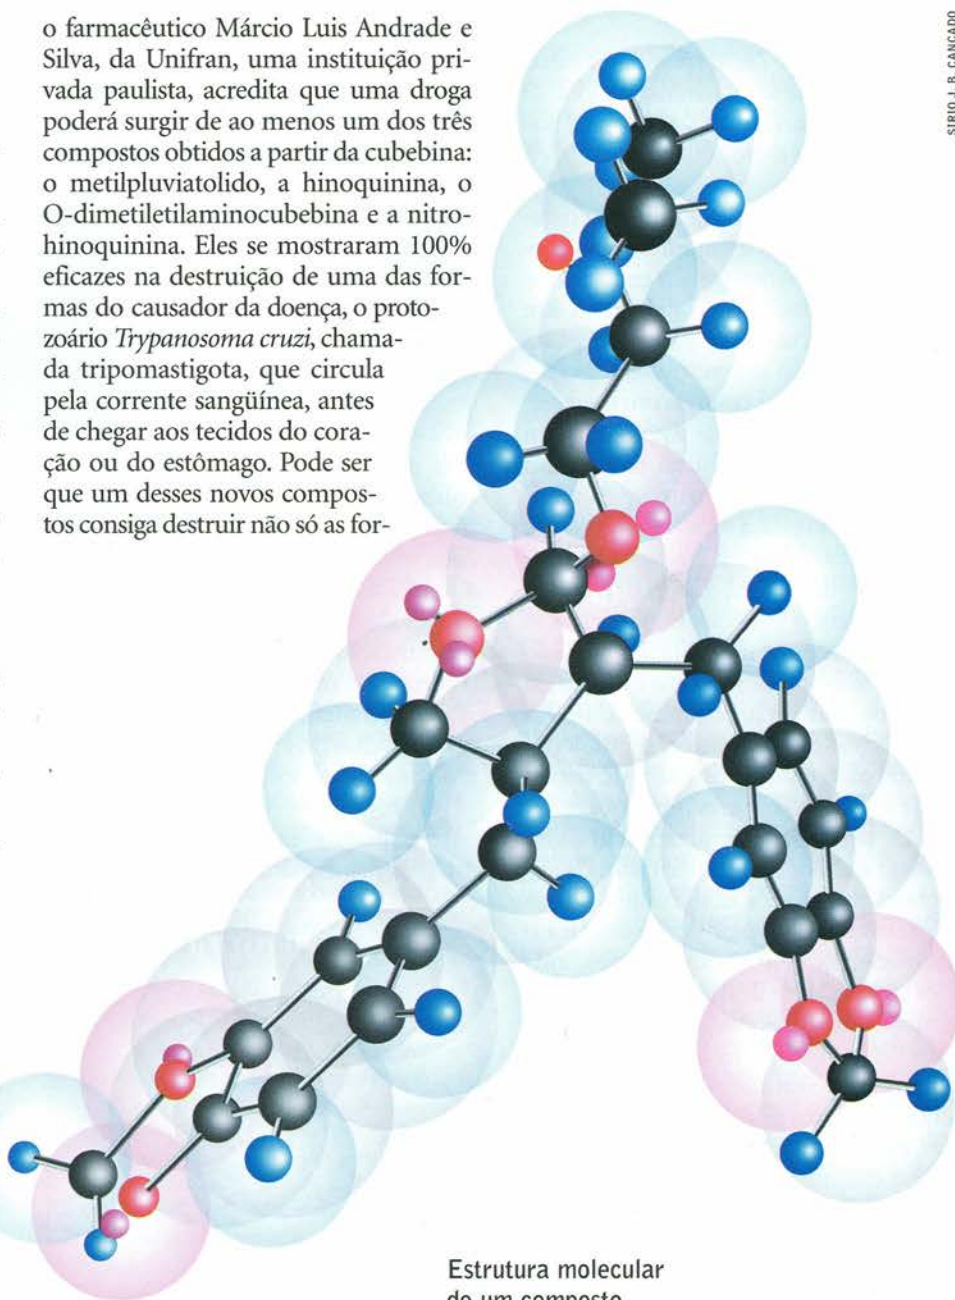 o farmacêutico Márcio Luis Andrade e
Silva, da Unifran, uma instituição pri-
vada paulista, acredita que uma droga
poderá surgir de ao menos um dos três
compostos obtidos a partir da cubebina:
o metilpluviatolido, a hinoquinina, o
O-dimetiletilaminocubebina e a nitro-
hinoquinina. Eles se mostraram 100%
eficazes na destruição de uma das for-
mas do causador da doença, o proto-
zoário Trypanosoma cruzi, chama-
da tripomastigota, que circula
pela corrente sangüínea, antes
de chegar aos tecidos do cora-
ção ou do estômago. Pode ser
que um desses novos compos-
tos consiga destruir não só as for-
SIRIO J. B. CANÇADO
Estrutura molecular
de um composto